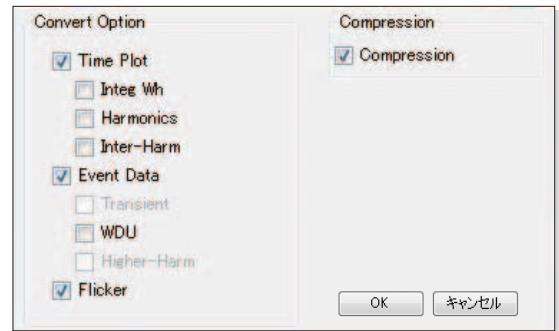 Convert Option
Time Plot
Integ Wh
Harmonics
Inter-Harm
Event Data
Transient
WDU
Higher-Harm
Flicker
Compression
Compression
OK
キャンセル